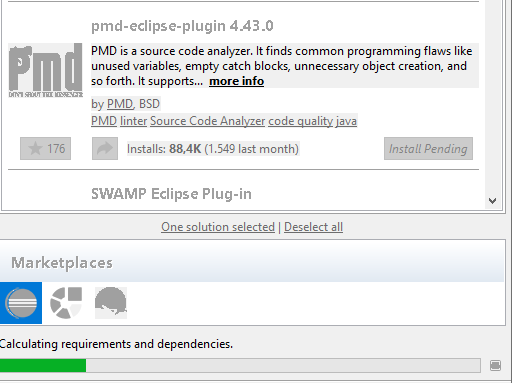 pmd-eclipse-plugin 4.43.0
PMD is a source code analyzer. It finds common programming flaws like
unused variables, empty catch blocks, unnecessary object creation, and
so forth. It supports... more info
Pmd
DON'T SHOOT THE MESSENGER
by PMD, BSD
PMD linter Source Code Analyzer code quality java
176
Installs: 88,4K (1.549 last month)
Install Pending
SWAMP Eclipse Plug-in
One solution selected | Deselect all
Marketplaces
Calculating requirements and dependencies.